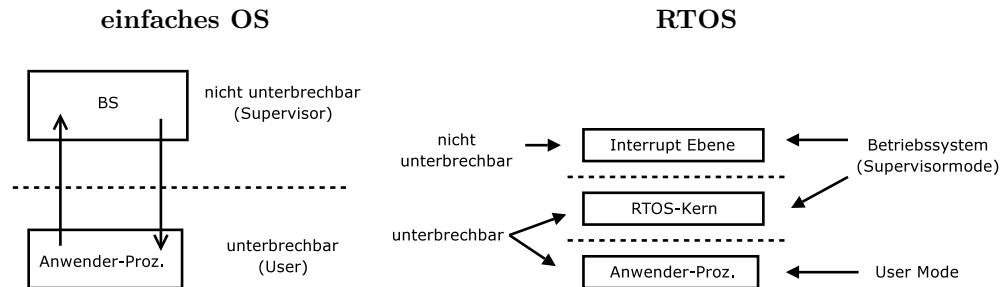 einfaches OS
RTOS
BS
nicht unterbrechbar
(Supervisor)
Anwender-Proz.
unterbrechbar
(User)
nicht
unterbrechbar
Interrupt Ebene
Betriebssystem
(Supervisormode)
RTOS-Kern
unterbrechbar
Anwender-Proz.
User Mode